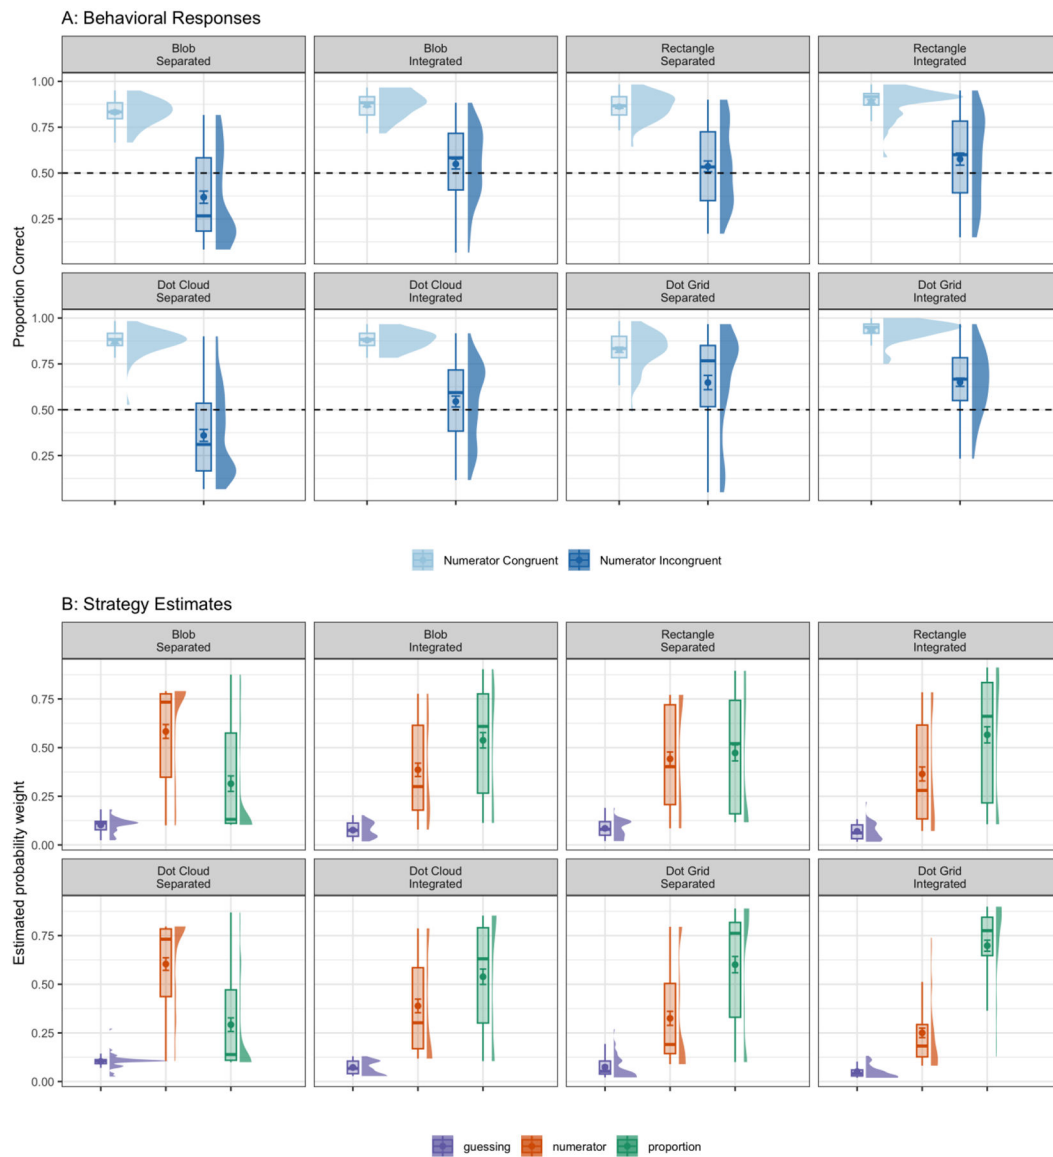 A: Behavioral Responses
Blob
Separated
Blob
Integrated
Rectangle
Separated
Rectangle
Integrated
1.00
0.75
0.50
0.25
Dot Cloud
Separated
Dot Cloud
Integrated
Dot Grid
Separated
Dot Grid
Integrated
1.00
0.75
0.50
0.25
Proportion Correct
Numerator Congruent
Numerator Incongruent
B: Strategy Estimates
Blob
Separated
Blob
Integrated
Rectangle
Separated
Rectangle
Integrated
0.75
0.50
0.25
0.00
Dot Cloud
Separated
Dot Cloud
Integrated
Dot Grid
Separated
Dot Grid
Integrated
0.75
0.50
0.25
0.00
Estimated probability weight
guessing
numerator
proportion